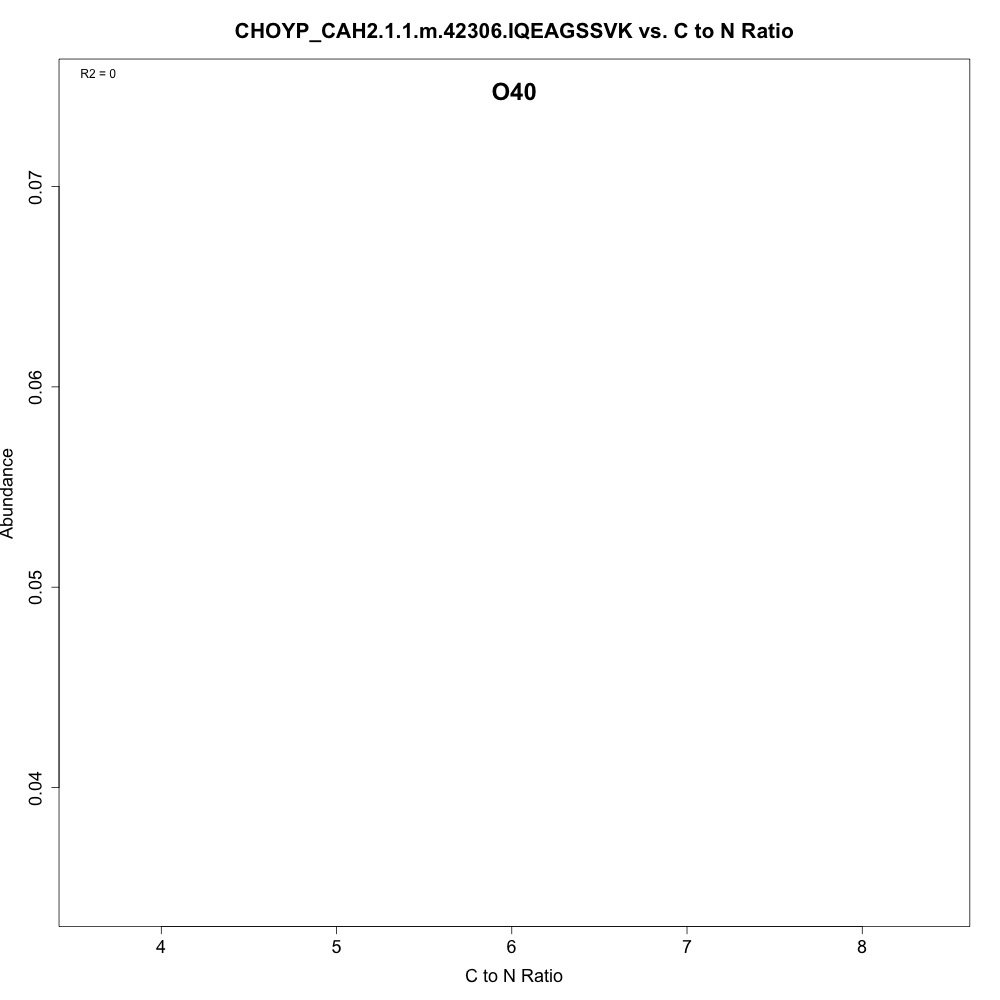 CHOYP_CAH2.1.1.m.42306.IQEAGSSVK vs. C to N Ratio
R2 = 0
O40
0.07
0.06
0.05
0.04
Abundance
4 5 6 7 8
C to N Ratio